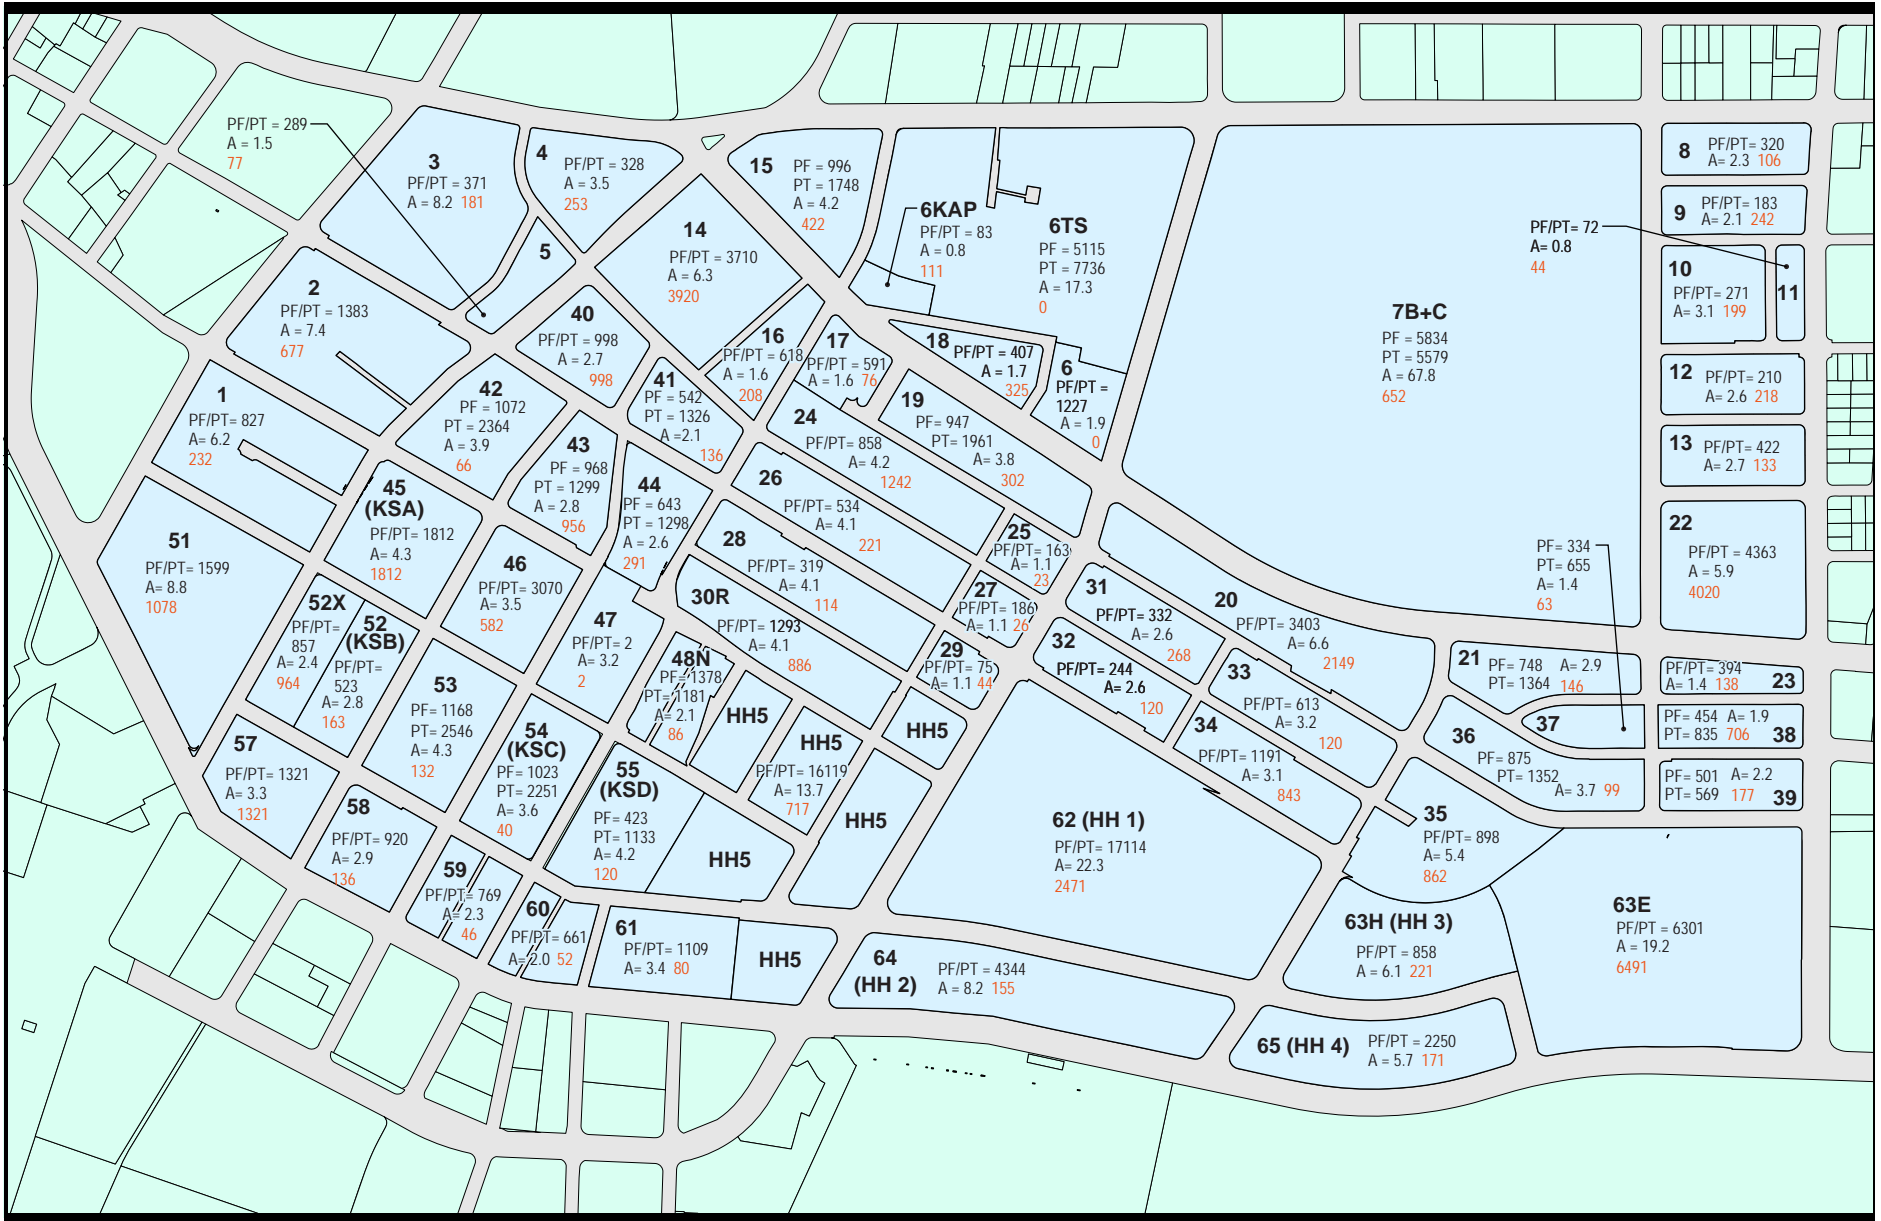 PF/PT = 289
A = 1.5
77
3
PF/PT = 371
A = 8.2 181
4
PF/PT = 328
A = 3.5
253
5
15
PF = 996
PT = 1748
A = 4.2
422
14
PF/PT = 3710
A = 6.3
3920
6KAP
PF/PT = 83
A = 0.8
111
6TS
PF = 5115
PT = 7736
A = 17.3
0
7B+C
PF = 5834
PT = 5579
A = 67.8
652
8
PF/PT= 320
A= 2.3 106
9
PF/PT= 183
A= 2.1 242
PF/PT= 72
A= 0.8
44
10
PF/PT= 271
A= 3.1 199
11
12
PF/PT= 210
A= 2.6 218
13
PF/PT= 422
A= 2.7 133
22
PF/PT = 4363
A = 5.9
4020
2
PF/PT = 1383
A = 7.4
677
40
PF/PT = 998
A = 2.7
998
16
PF/PT = 618
A = 1.6
208
17
PF/PT = 591
A = 1.6 76
18
PF/PT = 407
A = 1.7
325
6
PF/PT =
1227
A = 1.9
0
1
PF/PT= 827
A= 6.2
232
42
PF = 1072
PT = 2364
A = 3.9
66
41
PF = 542
PT = 1326
A =2.1
136
43
PF = 968
PT = 1299
A = 2.8
956
24
PF/PT= 858
A= 4.2
1242
19
PF= 947
PT= 1961
A= 3.8
302
26
PF/PT= 534
A= 4.1
221
44
PF = 643
PT = 1298
A = 2.6
291
45
(KSA)
PF/PT= 1812
A= 4.3
1812
51
PF/PT= 1599
A= 8.8
1078
46
PF/PT= 3070
A= 3.5
582
28
PF/PT= 319
A= 4.1
114
25
PF/PT= 163
A= 1.1
23
27
PF/PT= 186
A= 1.1 26
31
PF/PT= 332
A= 2.6
268
20
PF/PT= 3403
A= 6.6
2149
PF= 334
PT= 655
A= 1.4
63
52X
PF/PT=
857
A= 2.4
964
52
(KSB)
PF/PT=
523
A= 2.8
163
47
PF/PT= 2
A= 3.2
2
30R
PF/PT= 1293
A= 4.1
886
29
PF/PT= 75
A= 1.1 44
32
PF/PT= 244
A= 2.6
120
33
PF/PT= 613
A= 3.2
120
21
PF= 748 A= 2.9
PT= 1364 146
PF/PT= 394
A= 1.4 138 23
48N
PF= 1378
PT= 1181
A= 2.1
86
53
PF= 1168
PT= 2546
A= 4.3
132
HH5
HH5
PF/PT= 16119
A= 13.7
717
HH5
34
PF/PT= 1191
A= 3.1
843
36
PF= 875
PT= 1352
A= 3.7 99
37
PF= 454 A= 1.9
PT= 835 706 38
PF= 501 A= 2.2
PT= 569 177 39
57
PF/PT= 1321
A= 3.3
1321
54
(KSC)
PF= 1023
PT= 2251
A= 3.6
40
55
(KSD)
PF= 423
PT= 1133
A= 4.2
120
HH5
HH5
62 (HH 1)
PF/PT= 17114
A= 22.3
2471
35
PF/PT= 898
A= 5.4
862
58
PF/PT= 920
A= 2.9
136
59
PF/PT= 769
A= 2.3
46
60
PF/PT= 661
A= 2.0 52
61
PF/PT= 1109
A= 3.4 80
HH5
64
(HH 2)
PF/PT = 4344
A = 8.2 155
63H (HH 3)
PF/PT = 858
A = 6.1 221
63E
PF/PT = 6301
A = 19.2
6491
65 (HH 4)
PF/PT = 2250
A = 5.7 171